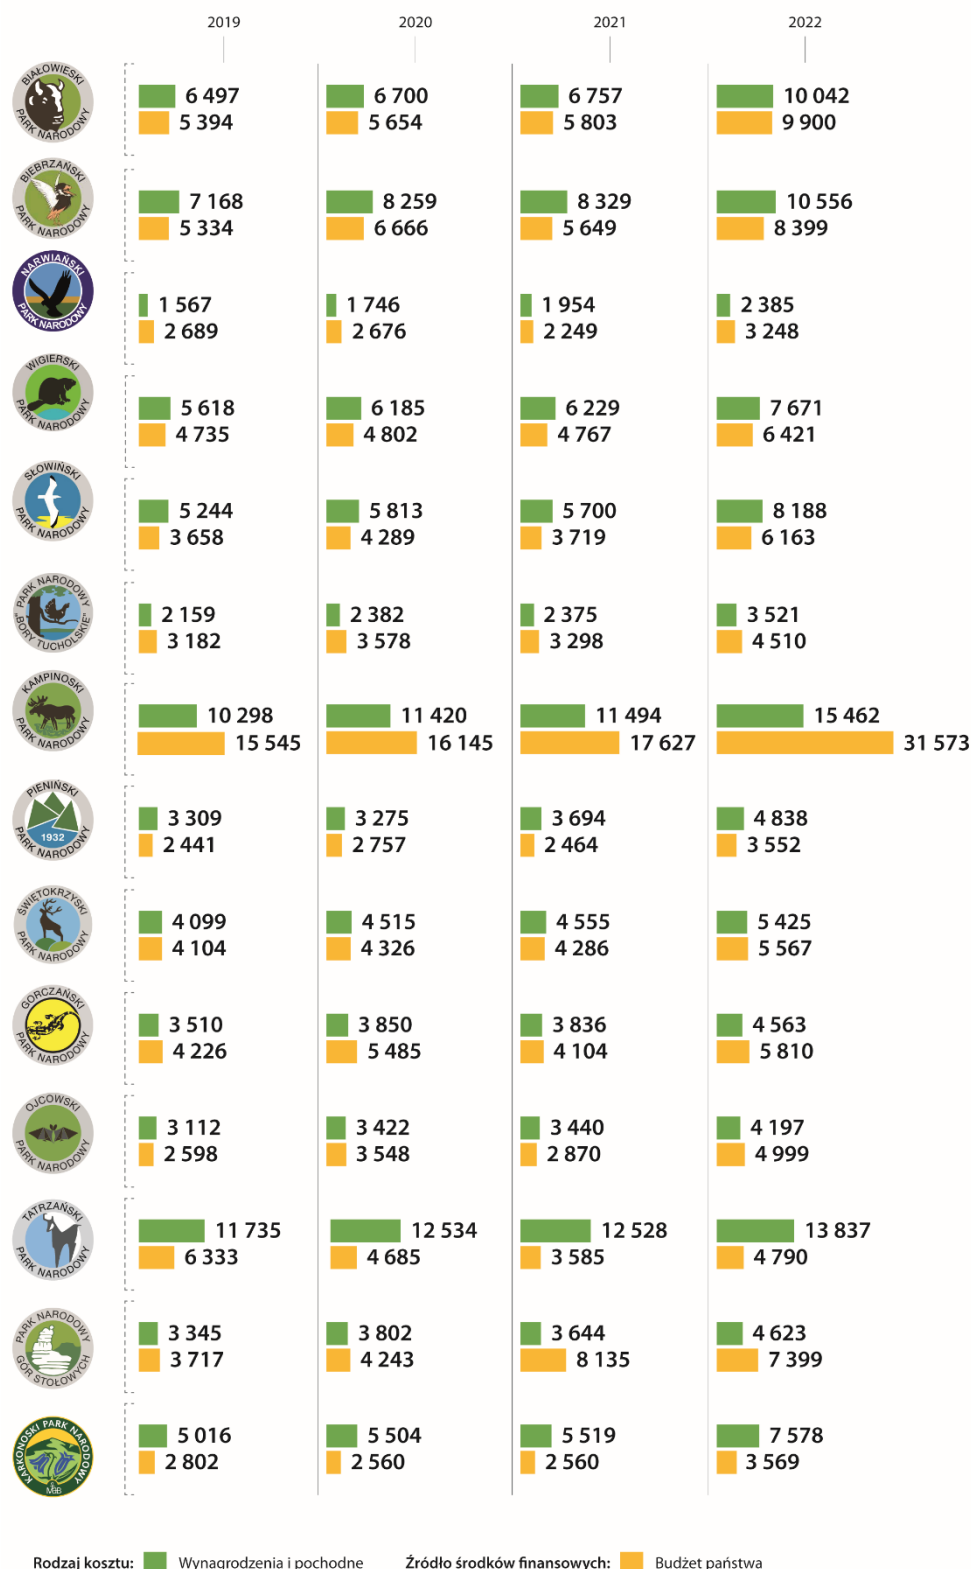 2019 2020 2021 2022
BIAŁOWIESKI PARK NARODOWY
6 497 6 700 6 757 10 042
5 394 5 654 5 803 9 900
BIEBRZAŃSKI PARK NARODOWY
7 168 8 259 8 329 10 556
5 334 6 666 5 649 8 399
NARWIAŃSKI PARK NARODOWY
1 567 1 746 1 954 2 385
2 689 2 676 2 249 3 248
WIGIERSKI PARK NARODOWY
5 618 6 185 6 229 7 671
4 735 4 802 4 767 6 421
SŁOWIŃSKI PARK NARODOWY
5 244 5 813 5 700 8 188
3 658 4 289 3 719 6 163
PARK NARODOWY "BORY TUCHOLSKIE"
2 159 2 382 2 375 3 521
3 182 3 578 3 298 4 510
KAMPINOSKI PARK NARODOWY
10 298 11 420 11 494 15 462
15 545 16 145 17 627 31 573
PIENIŃSKI PARK NARODOWY
1932
3 309 3 275 3 694 4 838
2 441 2 757 2 464 3 552
ŚWIĘTOKRZYSKI PARK NARODOWY
4 099 4 515 4 555 5 425
4 104 4 326 4 286 5 567
GORCZAŃSKI PARK NARODOWY
3 510 3 850 3 836 4 563
4 226 5 485 4 104 5 810
OJCOWSKI PARK NARODOWY
3 112 3 422 3 440 4 197
2 598 3 548 2 870 4 999
TATRZAŃSKI PARK NARODOWY
11 735 12 534 12 528 13 837
6 333 4 685 3 585 4 790
PARK NARODOWY GÓR STOŁOWYCH
3 345 3 802 3 644 4 623
3 717 4 243 8 135 7 399
KARKONOSKI PARK NARODOWY
MaB
5 016 5 504 5 519 7 578
2 802 2 560 2 560 3 569
Rodzaj kosztu: Wynagrodzenia i pochodne Źródło środków finansowych: Budżet państwa